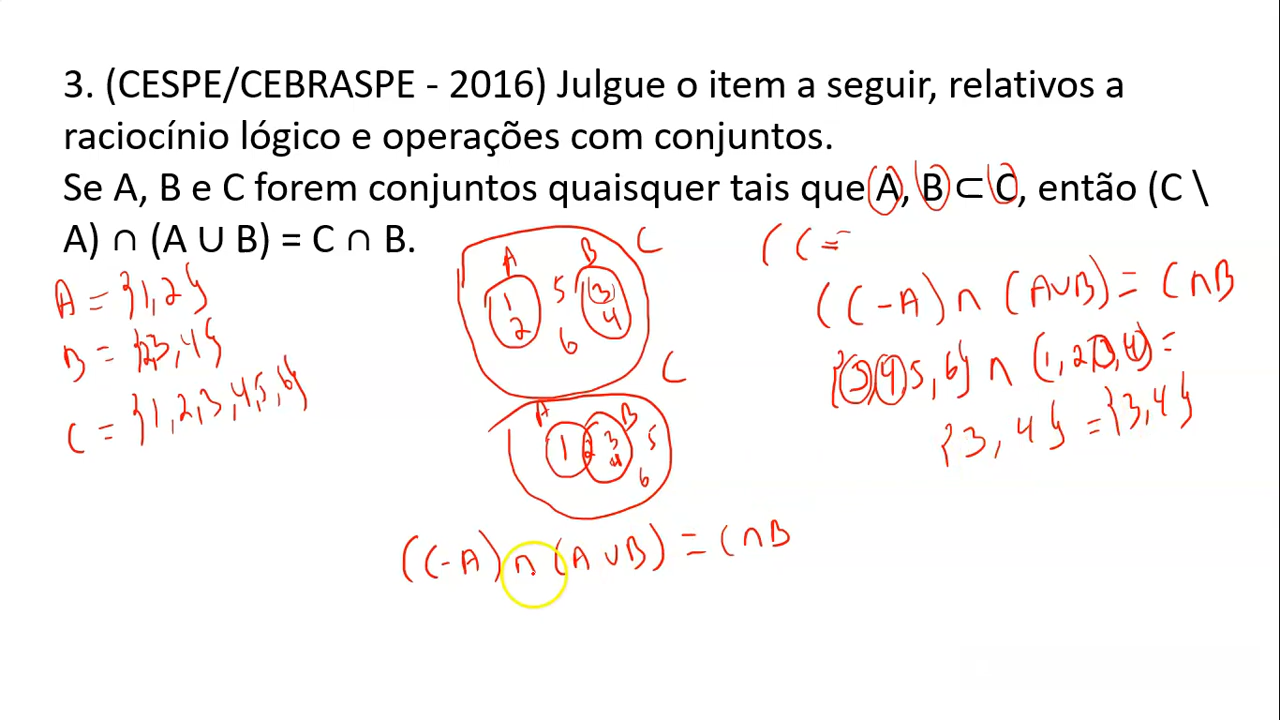 3. (CESPE/CEBRASPE - 2016) Julgue o item a seguir, relativos a
raciocínio lógico e operações com conjuntos.
Se A, B e C forem conjuntos quaisquer tais que A, B ⊂ C, então (C \
A) ∩ (A ∪ B) = C ∩ B.
A = {1,2}
B = {23,4}
C = {1,2,3,4,5,6}
A B C
1 5 3
2 6 4
C
A B
1 2 3 5
4 6
(C =
(C-A) ∩ (A∪B) = C∩B
{3,4,5,6} ∩ (1,2,3,4) =
{3,4} = {3,4}
(C-A) ∩ (A∪B) = C∩B